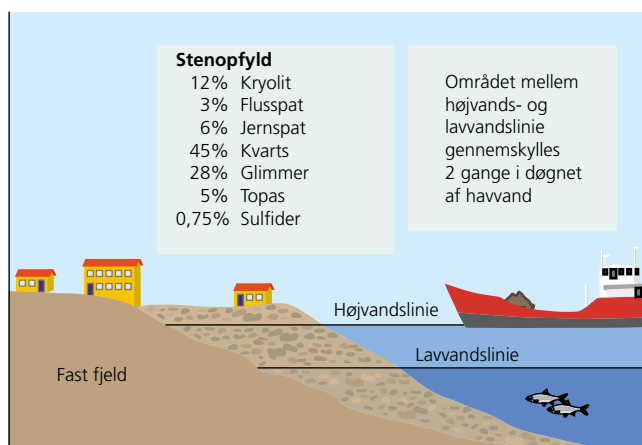 Stenopfyld
12% Kryolit
3% Flusspat
6% Jernspat
45% Kvarts
28% Glimmer
5% Topas
0,75% Sulfider
Området mellem
højvands- og
lavvandslinie
gennemskylles
2 gange i døgnet
af havvand
Højvandslinie
Lavvandslinie
Fast fjeld